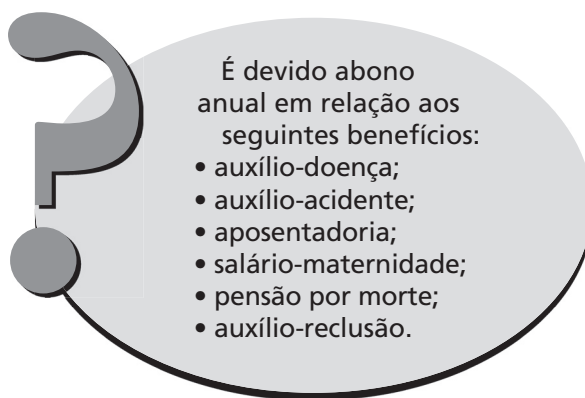 É devido abono
anual em relação aos
seguintes benefícios:
• auxílio-doença;
• auxílio-acidente;
• aposentadoria;
• salário-maternidade;
• pensão por morte;
• auxílio-reclusão.